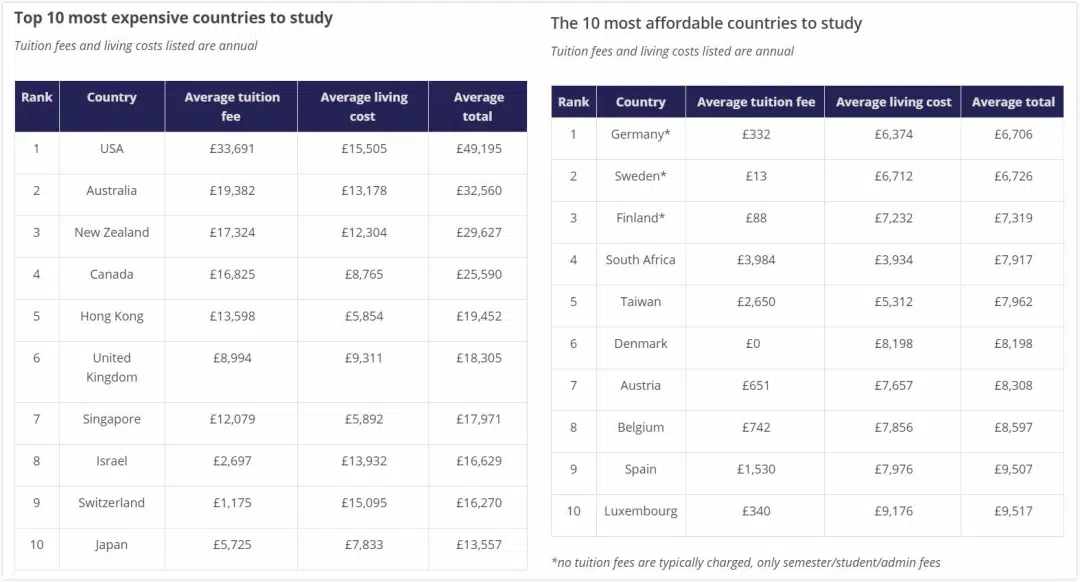 Top 10 most expensive countries to study
Tuition fees and living costs listed are annual
Rank Country Average tuition fee Average living cost Average total
1 USA £33,691 £15,505 £49,195
2 Australia £19,382 £13,178 £32,560
3 New Zealand £17,324 £12,304 £29,627
4 Canada £16,825 £8,765 £25,590
5 Hong Kong £13,598 £5,854 £19,452
6 United Kingdom £8,994 £9,311 £18,305
7 Singapore £12,079 £5,892 £17,971
8 Israel £2,697 £13,932 £16,629
9 Switzerland £1,175 £15,095 £16,270
10 Japan £5,725 £7,833 £13,557
The 10 most affordable countries to study
Tuition fees and living costs listed are annual
Rank Country Average tuition fee Average living cost Average total
1 Germany* £332 £6,374 £6,706
2 Sweden* £13 £6,712 £6,726
3 Finland* £88 £7,232 £7,319
4 South Africa £3,984 £3,934 £7,917
5 Taiwan £2,650 £5,312 £7,962
6 Denmark £0 £8,198 £8,198
7 Austria £651 £7,657 £8,308
8 Belgium £742 £7,856 £8,597
9 Spain £1,530 £7,976 £9,507
10 Luxembourg £340 £9,176 £9,517
*no tuition fees are typically charged, only semester/student/admin fees